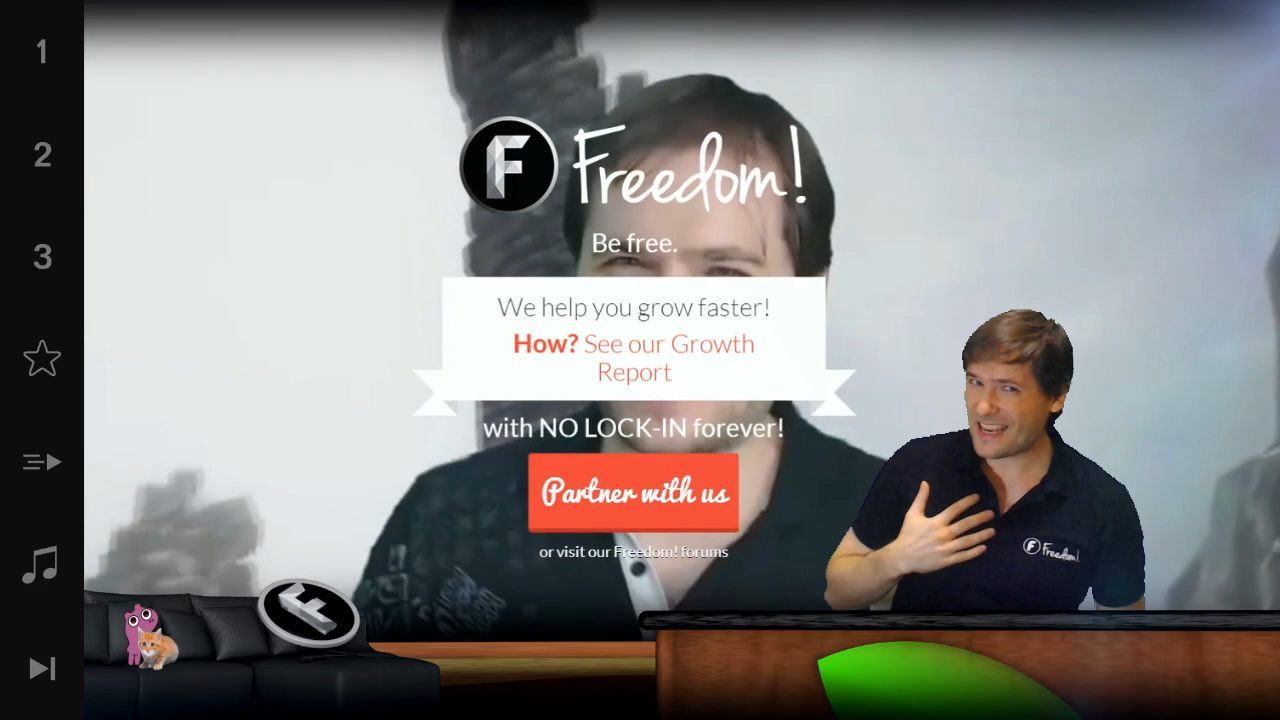 1
2
3
F Freedom!
Be free.
We help you grow faster!
How? See our Growth
Report
with NO LOCK-IN forever!
Partner with us
or visit our Freedom! forums
F Freedom!
F